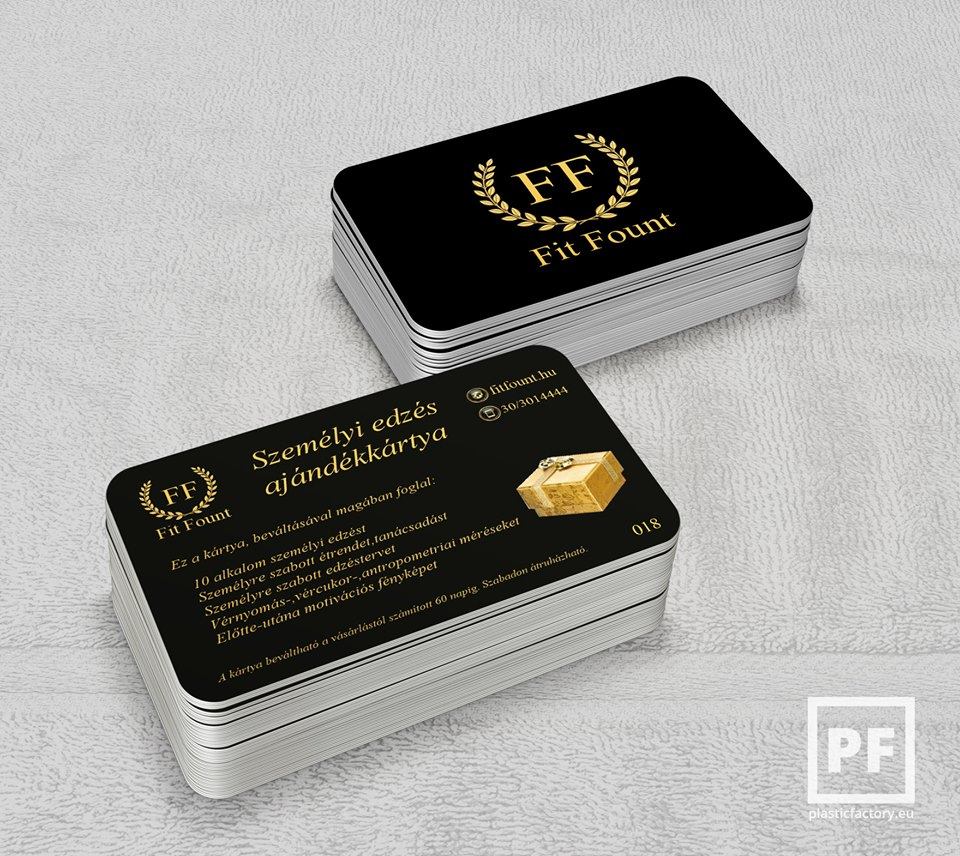 FF
Fit Fount
fitfount.hu
30/3014444
Személyi edzés
ajándékkártya
FF
Fit Fount
Ez a kártya, beváltásával magában foglal:
10 alkalom személyi edzést
Személyre szabott étrendet,tanácsadást
Személyre szabott edzéstervet
Vérnyomás-,vércukor-,antropometriai méréseket
Előtte-utána motivációs fényképet
018
A kártya beváltható a vásárlástól számított 60 naptg. Szabadon átruházható.
PF
plasticfactory.eu